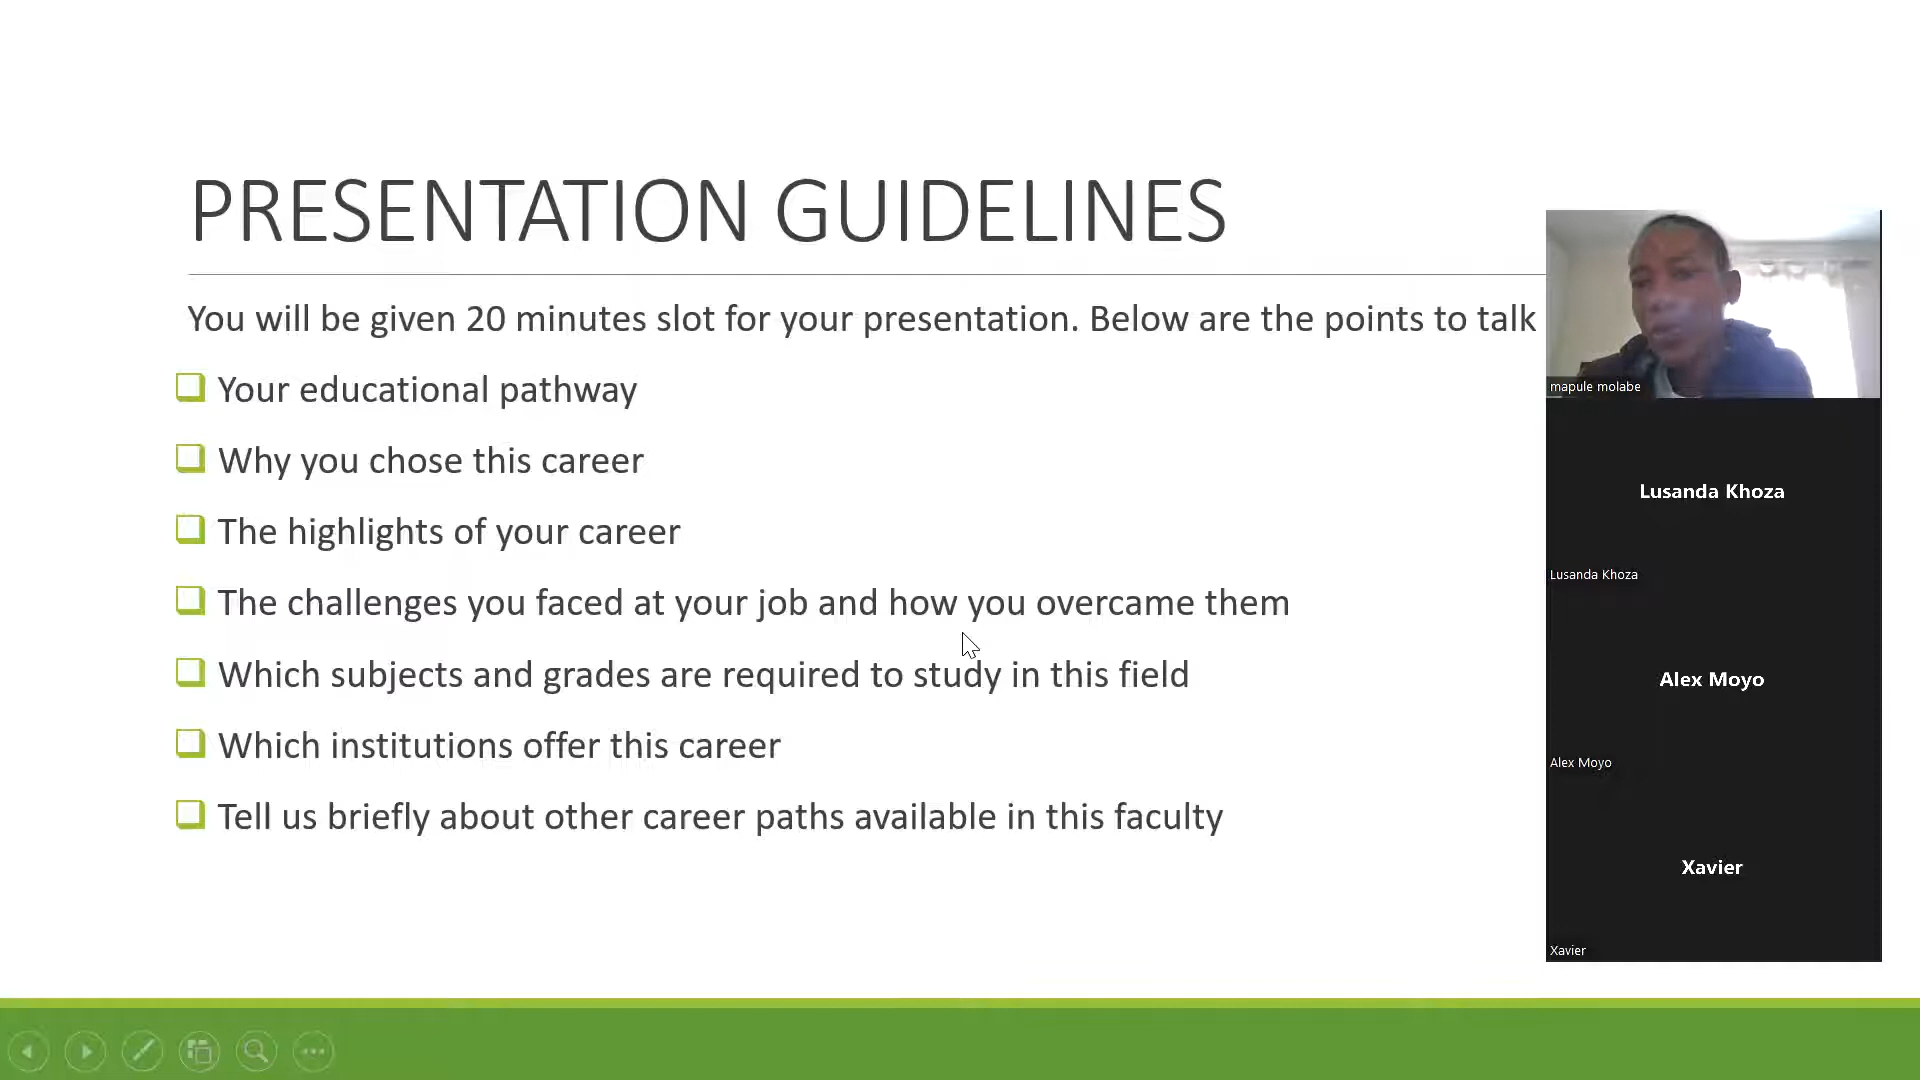 PRESENTATION GUIDELINES
You will be given 20 minutes slot for your presentation. Below are the points to talk
Your educational pathway
Why you chose this career
The highlights of your career
The challenges you faced at your job and how you overcame them
Which subjects and grades are required to study in this field
Which institutions offer this career
Tell us briefly about other career paths available in this faculty
mapule molabe
Lusanda Khoza
Lusanda Khoza
Alex Moyo
Alex Moyo
Xavier
Xavier